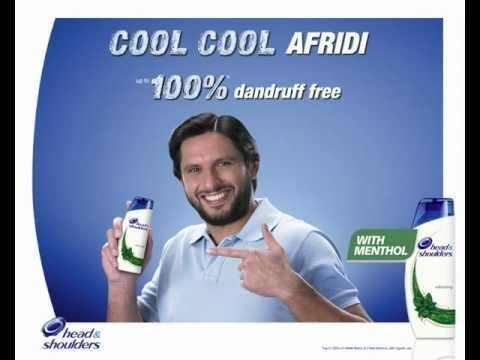 COOL COOL AFRIDI
up to 100%* dandruff free
head&
shoulders
WITH
MENTHOL
head&
shoulders
head&
shoulders